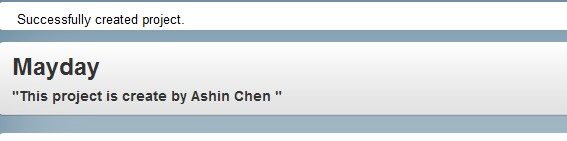 Successfully created project.
Mayday
"This project is create by Ashin Chen "